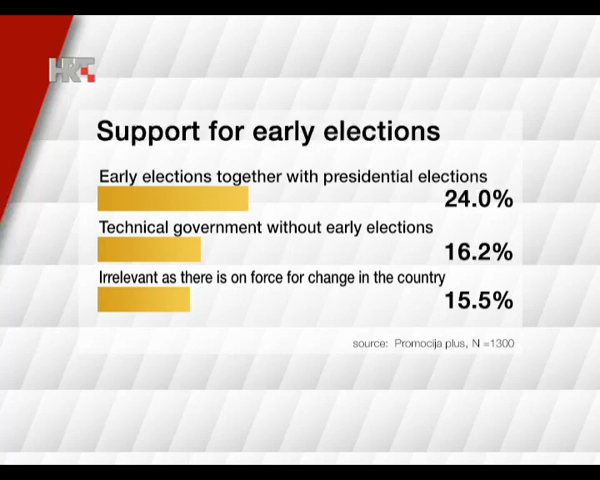 HRT
Support for early elections
Early elections together with presidential elections
24.0%
Technical government without early elections
16.2%
Irrelevant as there is on force for change in the country
15.5%
source: Promocija plus, N =1300